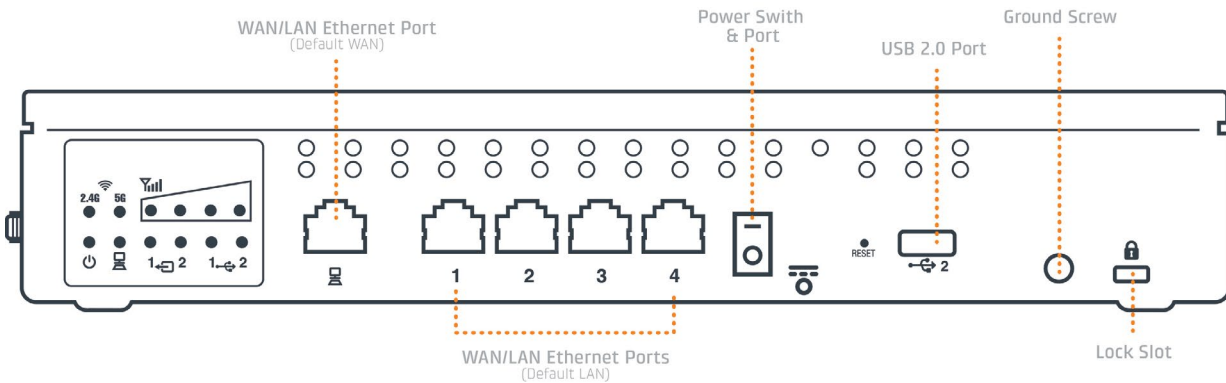 WAN/LAN Ethernet Port
(Default WAN)
Power Swith
& Port
USB 2.0 Port
Ground Screw
2.4G 5G
1 2 1 2
1 2 3 4
RESET
2
WAN/LAN Ethernet Ports
(Default LAN)
Lock Slot